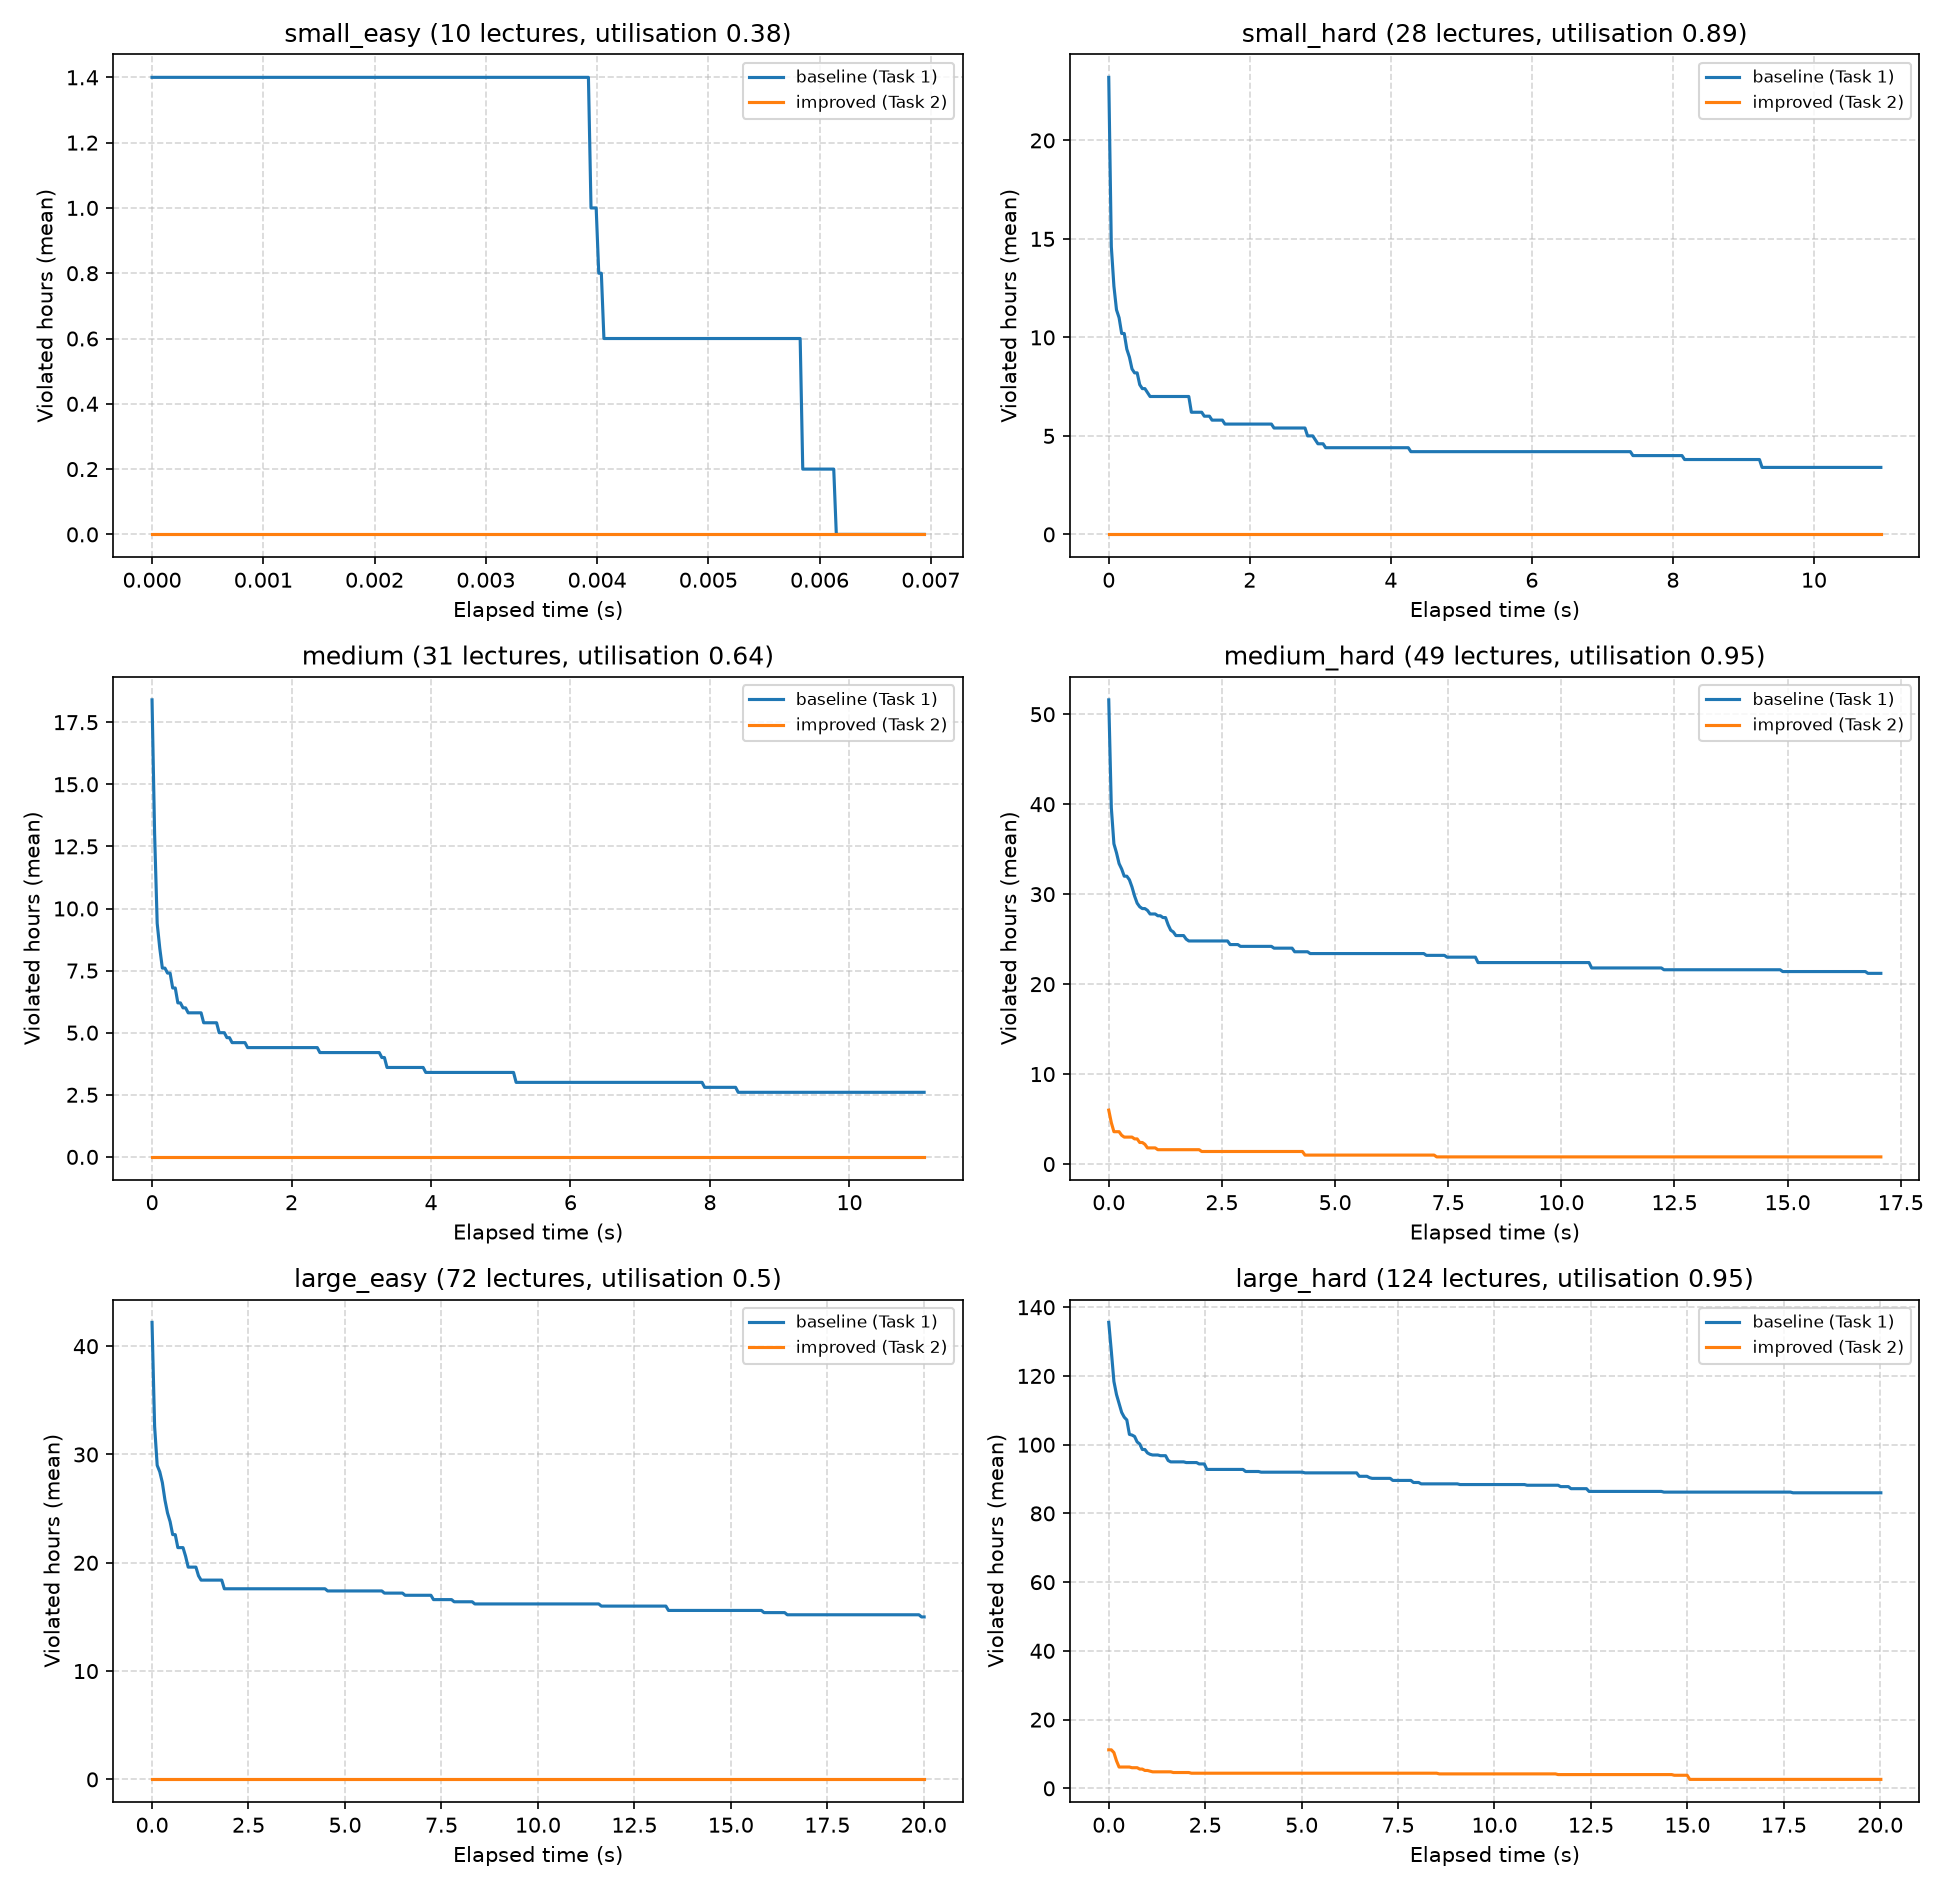 small_easy (10 lectures, utilisation 0.38)
baseline (Task 1)
improved (Task 2)
1.4
1.2
1.0
0.8
0.6
0.4
0.2
0.0
Violated hours (mean)
0.000 0.001 0.002 0.003 0.004 0.005 0.006 0.007
Elapsed time (s)
small_hard (28 lectures, utilisation 0.89)
baseline (Task 1)
improved (Task 2)
20
15
10
5
0
Violated hours (mean)
0 2 4 6 8 10
Elapsed time (s)
medium (31 lectures, utilisation 0.64)
baseline (Task 1)
improved (Task 2)
17.5
15.0
12.5
10.0
7.5
5.0
2.5
0.0
Violated hours (mean)
0 2 4 6 8 10
Elapsed time (s)
medium_hard (49 lectures, utilisation 0.95)
baseline (Task 1)
improved (Task 2)
50
40
30
20
10
0
Violated hours (mean)
0.0 2.5 5.0 7.5 10.0 12.5 15.0 17.5
Elapsed time (s)
large_easy (72 lectures, utilisation 0.5)
baseline (Task 1)
improved (Task 2)
40
30
20
10
0
Violated hours (mean)
0.0 2.5 5.0 7.5 10.0 12.5 15.0 17.5 20.0
Elapsed time (s)
large_hard (124 lectures, utilisation 0.95)
baseline (Task 1)
improved (Task 2)
140
120
100
80
60
40
20
0
Violated hours (mean)
0.0 2.5 5.0 7.5 10.0 12.5 15.0 17.5 20.0
Elapsed time (s)